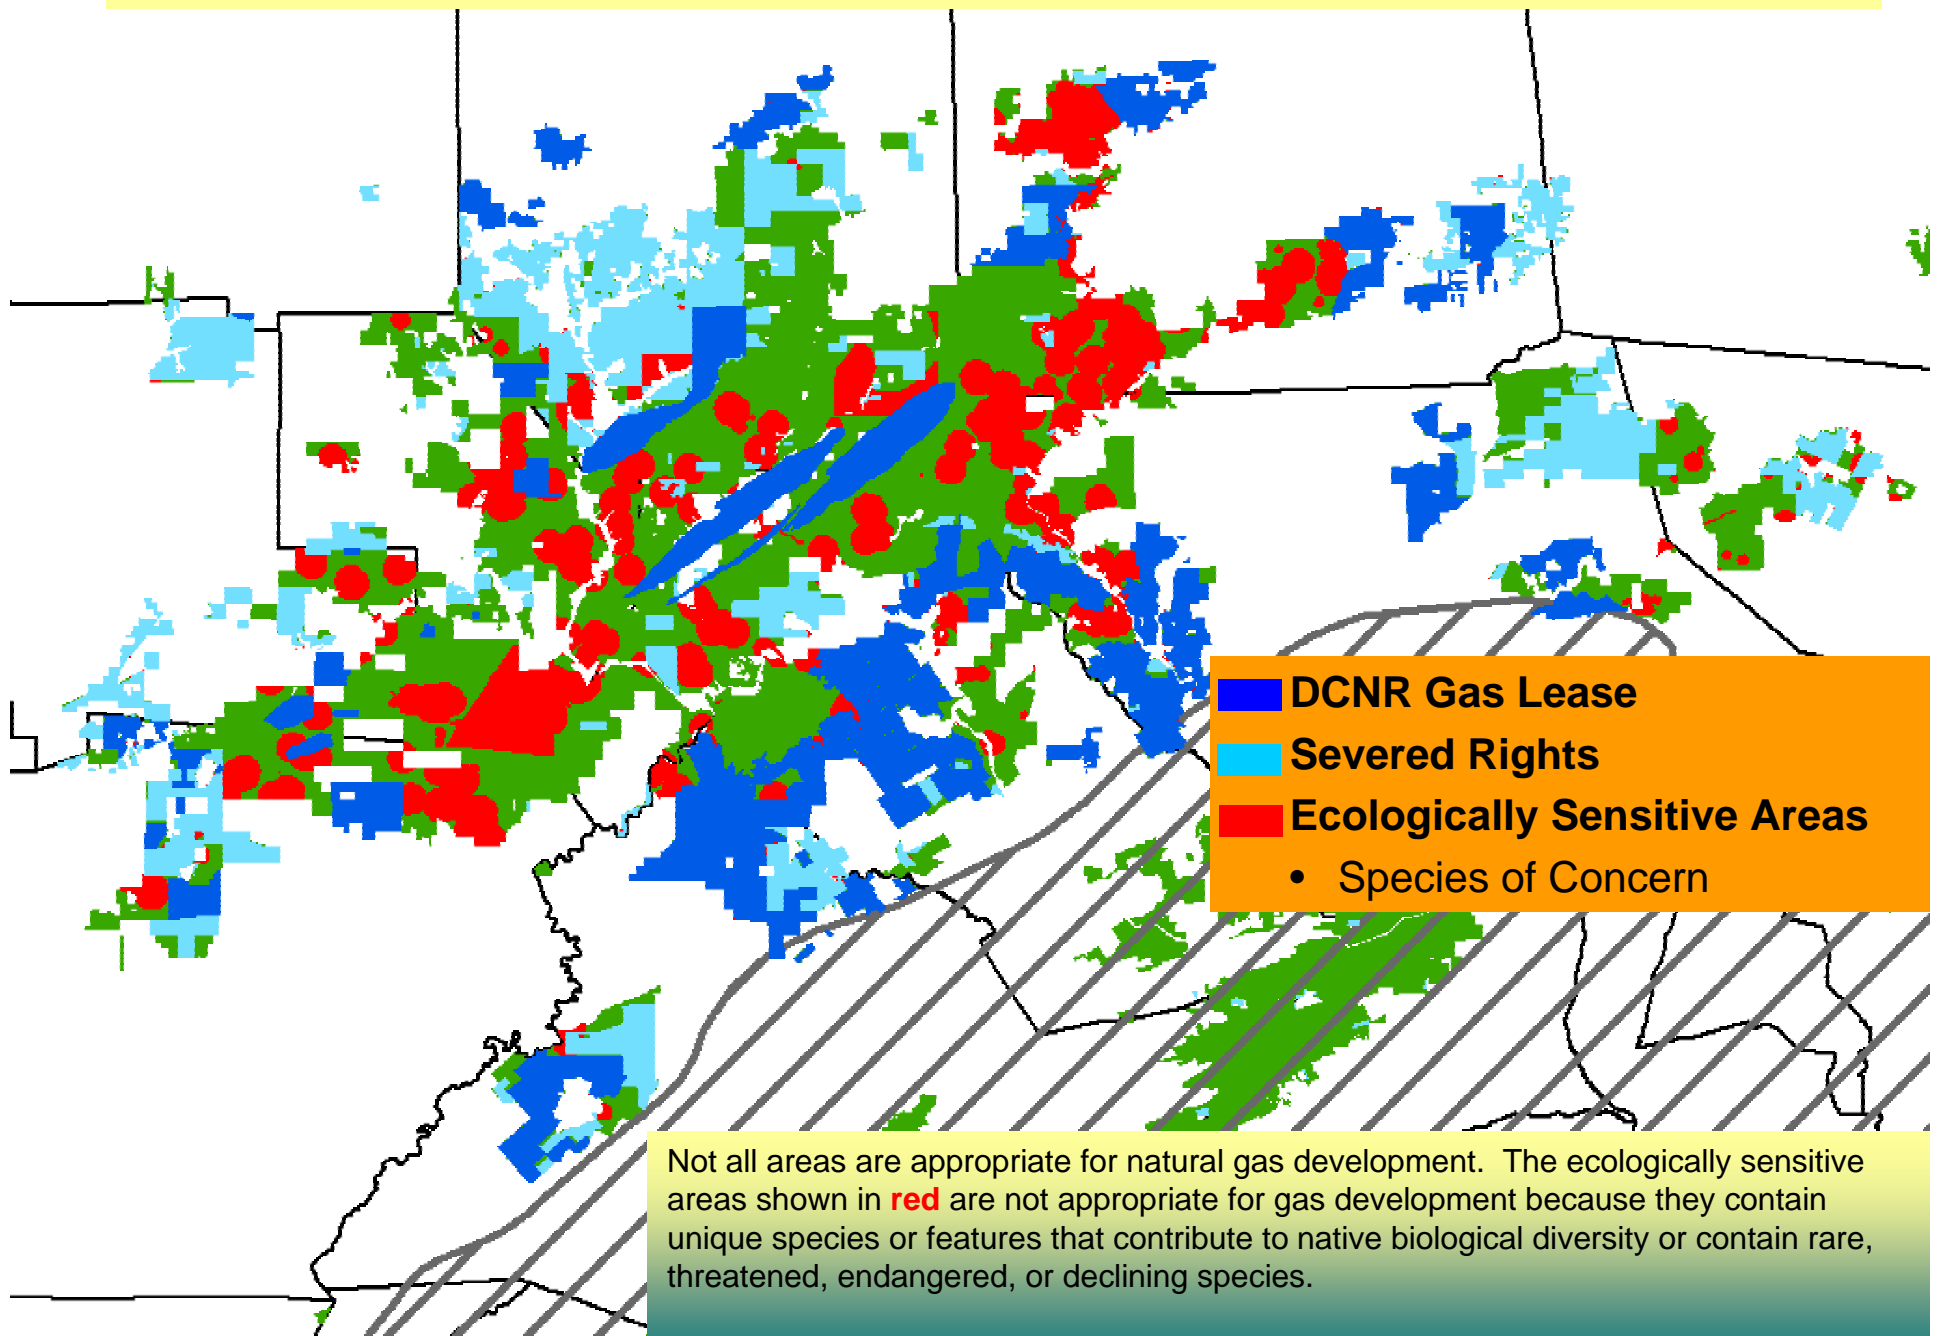 DCNR Gas Lease
Severed Rights
Ecologically Sensitive Areas
• Species of Concern
Not all areas are appropriate for natural gas development. The ecologically sensitive
areas shown in red are not appropriate for gas development because they contain
unique species or features that contribute to native biological diversity or contain rare,
threatened, endangered, or declining species.